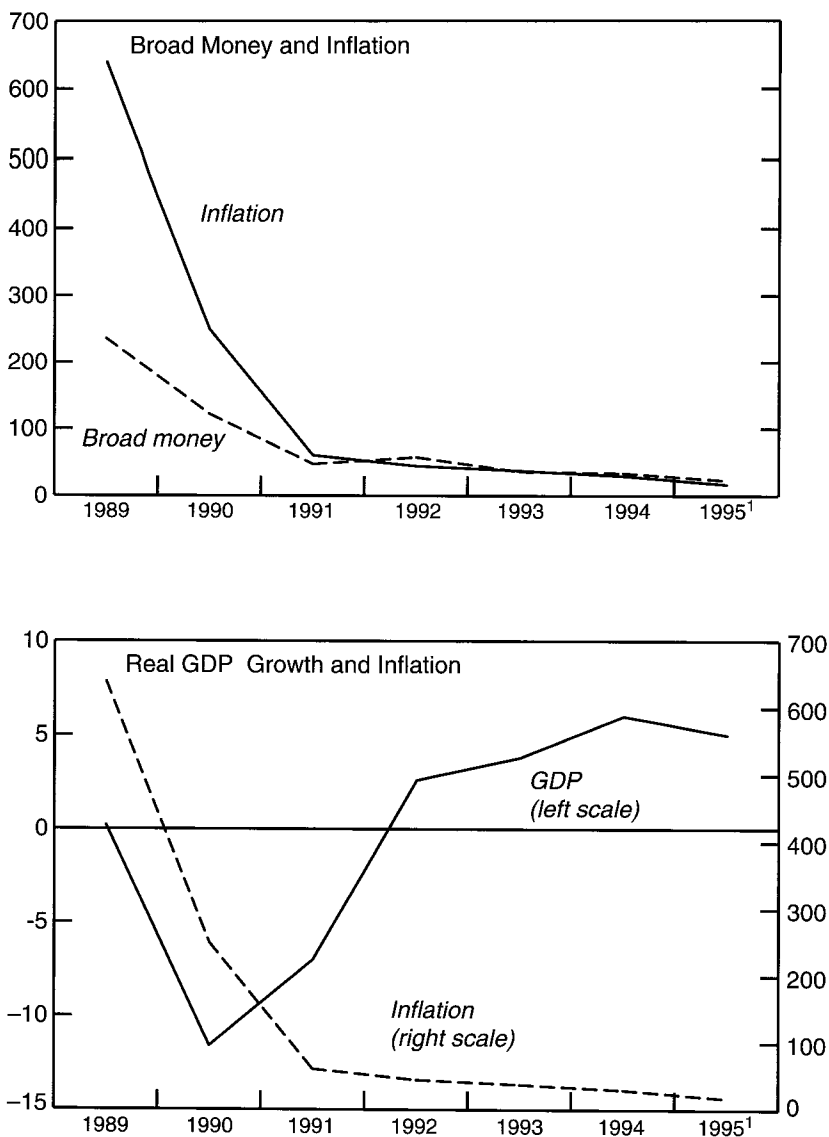 700
Broad Money and Inflation
600
500
Inflation
400
300
200
Broad money
100
0
1989 1990 1991 1992 1993 1994 1995¹
10
Real GDP Growth and Inflation
700
5
600
GDP
(left scale)
500
0
400
-5
300
-10
Inflation
(right scale)
200
100
-15
0
1989 1990 1991 1992 1993 1994 1995¹